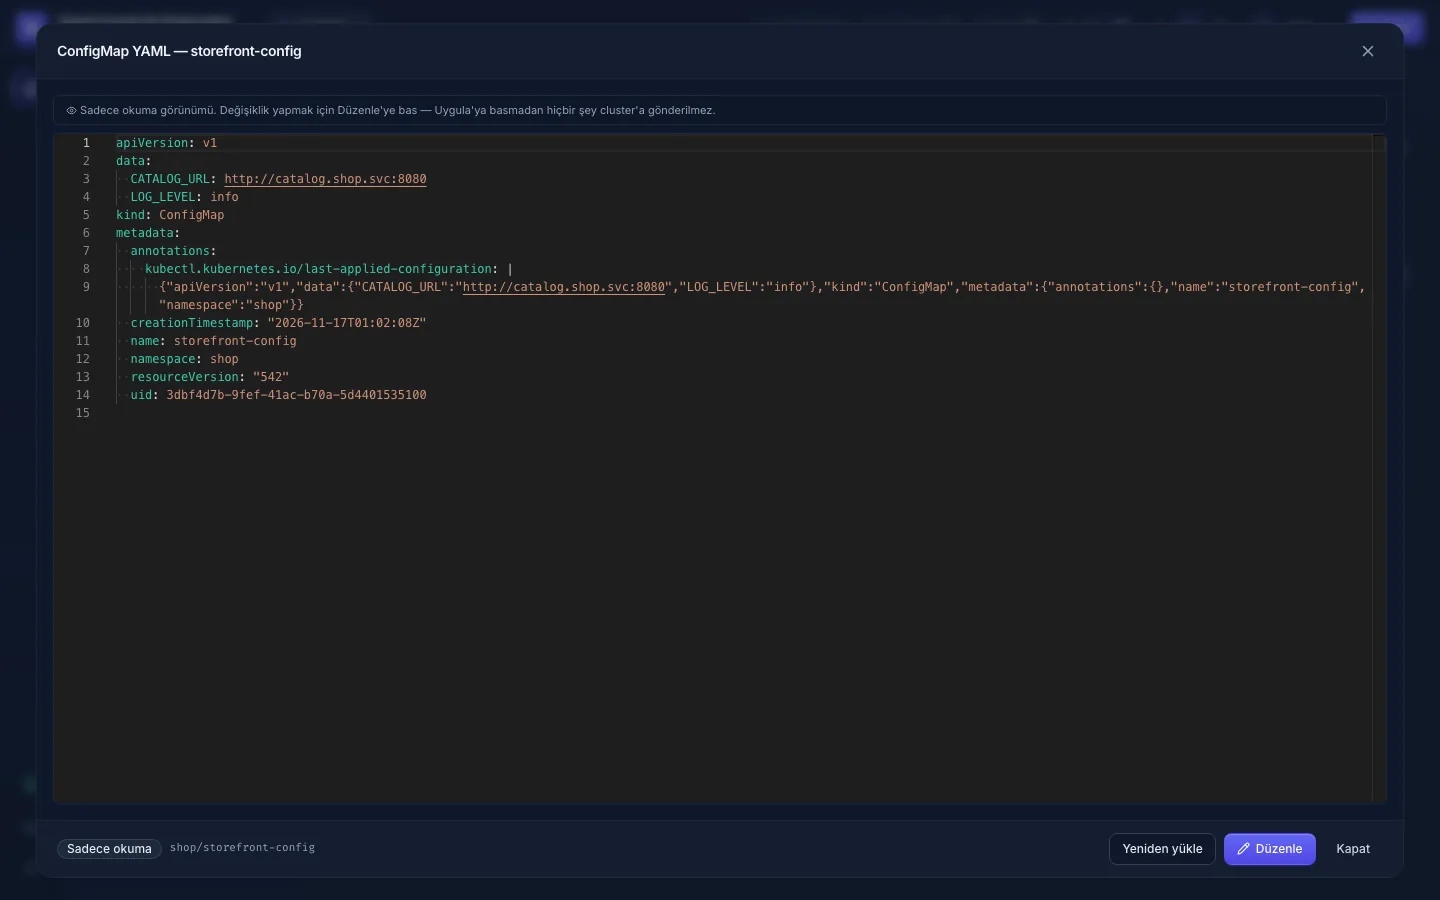 ConfigMap YAML — storefront-config
Sadece okuma görünümü. Değişiklik yapmak için Düzenle'ye bas — Uygula'ya basmadan hiçbir şey cluster'a gönderilmez.
1 apiVersion: v1
2 data:
3 CATALOG_URL: http://catalog.shop.svc:8080
4 LOG_LEVEL: info
5 kind: ConfigMap
6 metadata:
7 annotations:
8 kubectl.kubernetes.io/last-applied-configuration: |
9 {"apiVersion":"v1","data":{"CATALOG_URL":"http://catalog.shop.svc:8080","LOG_LEVEL":"info"},"kind":"ConfigMap","metadata":{"annotations":{},"name":"storefront-config",
"namespace":"shop"}}
10 creationTimestamp: "2026-11-17T01:02:08Z"
11 name: storefront-config
12 namespace: shop
13 resourceVersion: "542"
14 uid: 3dbf4d7b-9fef-41ac-b70a-5d4401535100
15
Sadece okuma shop/storefront-config Yeniden yükle Düzenle Kapat